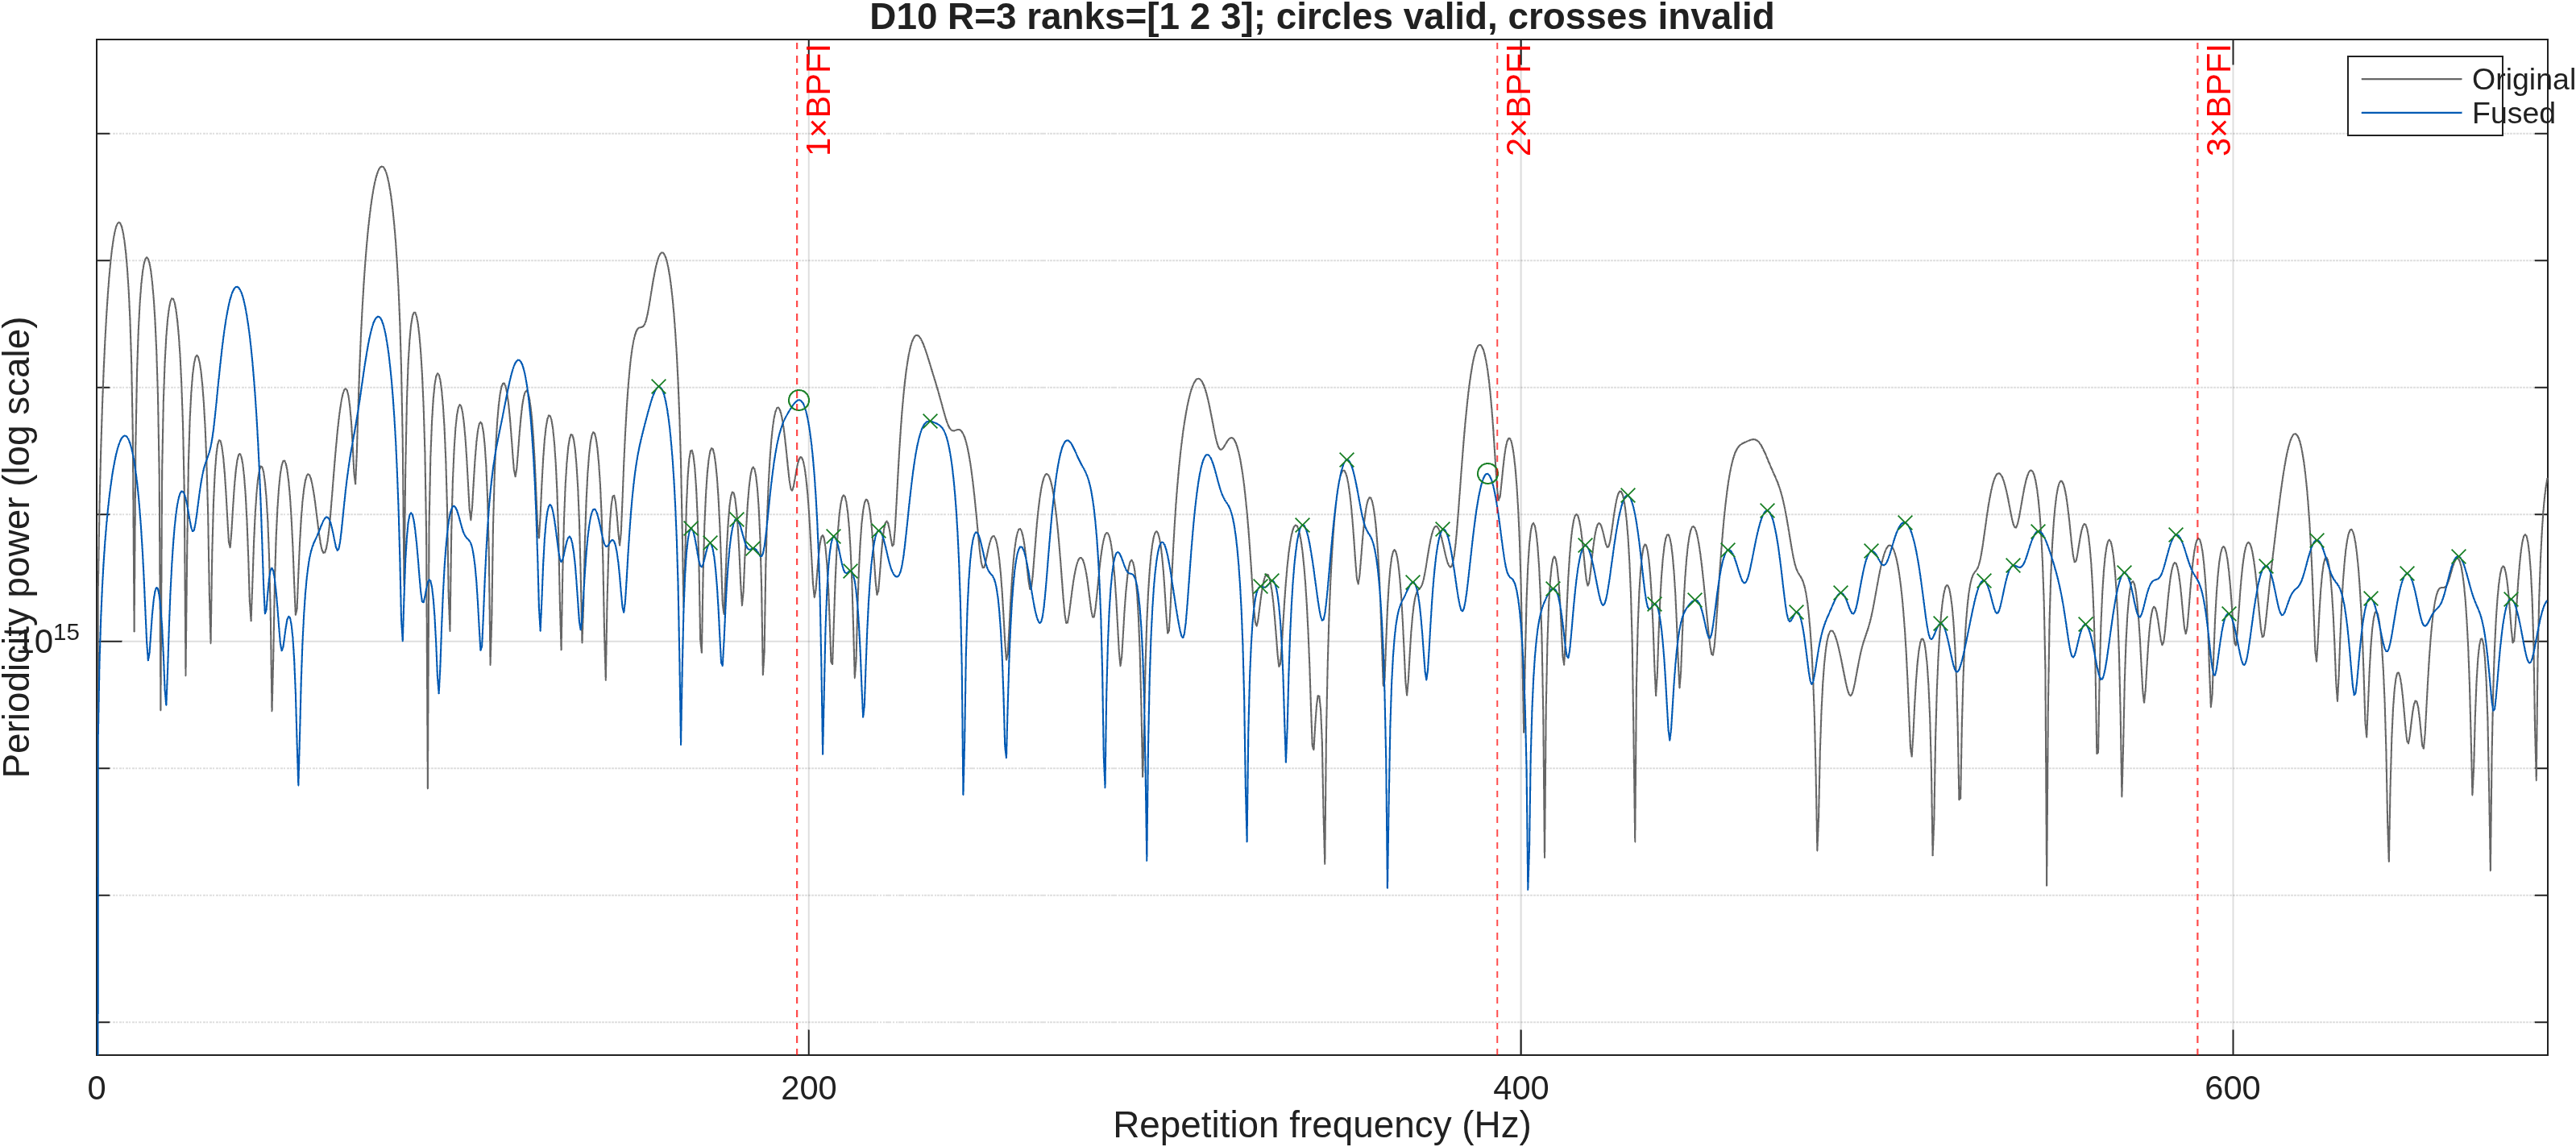 D10 R=3 ranks=[1 2 3]; circles valid, crosses invalid
1×BPFI
2×BPFI
3×BPFI
Original
Fused
Periodicity power (log scale)
10^15
0
200
400
600
Repetition frequency (Hz)